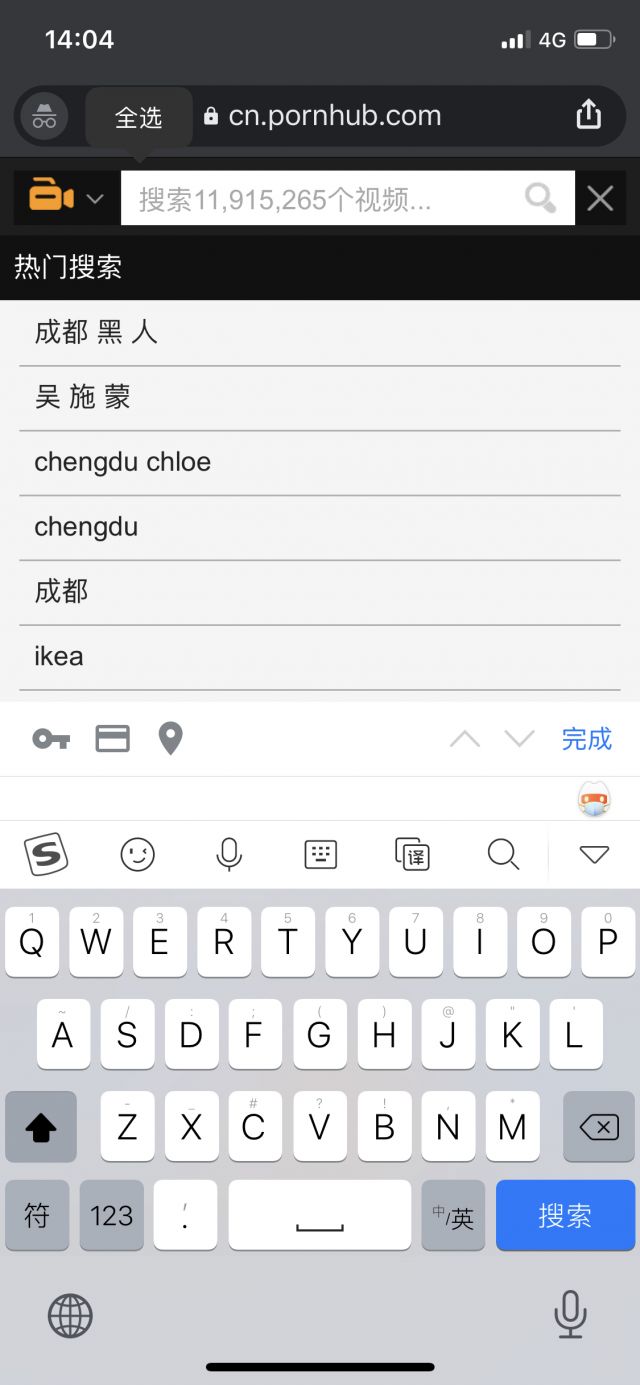 14:04 4G
全选
cn.pornhub.com
搜索11,915,265个视频...
热门搜索
成都 黑 人
吴 施 蒙
chengdu chloe
chengdu
成都
ikea
完成
S 译
1 2 3 4 5 6 7 8 9 0
Q W E R T Y U I O P
~ / : ; ( ) @ " '
A S D F G H J K L
- _ # ? ! , *
Z X C V B N M
符 123 . 中/英 搜索